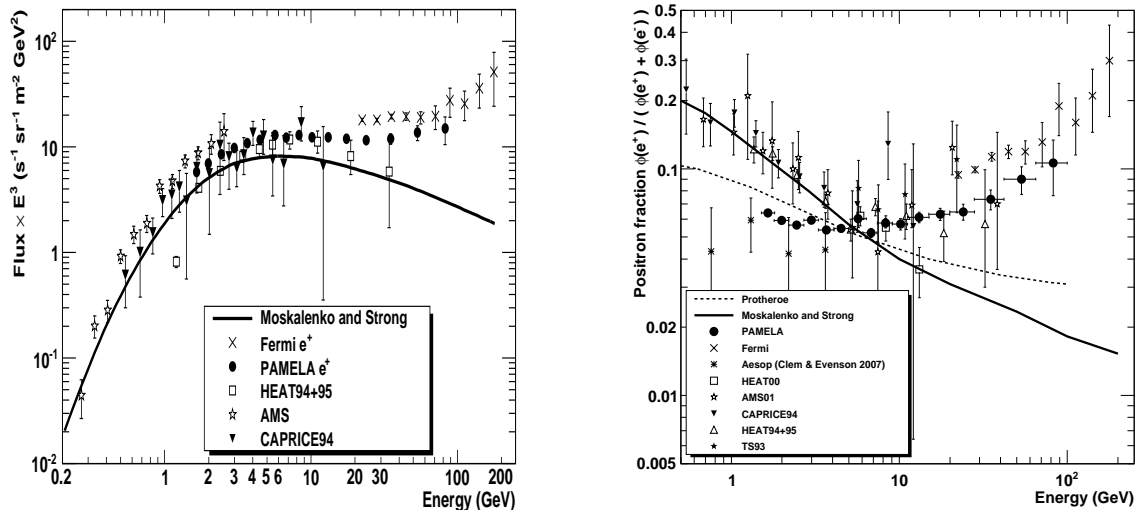 Flux × E³ (s⁻¹ sr⁻¹ m⁻² GeV²)
10²
10
1
10⁻¹
10⁻²
Moskalenko and Strong
Fermi e⁺
PAMELA e⁺
HEAT94+95
AMS
CAPRICE94
0.2 1 2 3 4 5 6 10 20 30 100 200
Energy (GeV)
Positron fraction φ(e⁺) / ( φ(e⁺) + φ(e⁻))
0.5
0.4
0.3
0.2
0.1
0.02
0.01
0.005
Protheroe
Moskalenko and Strong
PAMELA
Fermi
Aesop (Clem & Evenson 2007)
HEAT00
AMS01
CAPRICE94
HEAT94+95
TS93
1 10 10²
Energy (GeV)